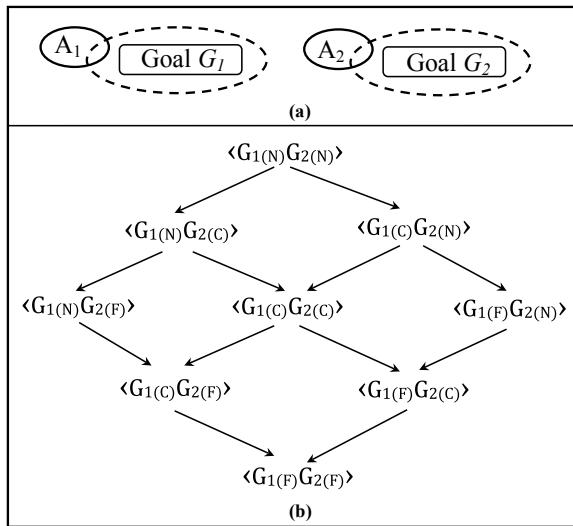 A₁ Goal G₁ A₂ Goal G₂
(a)
‹G₁₍N₎G₂₍N₎›
‹G₁₍N₎G₂₍C₎› ‹G₁₍C₎G₂₍N₎›
‹G₁₍N₎G₂₍F₎› ‹G₁₍C₎G₂₍C₎› ‹G₁₍F₎G₂₍N₎›
‹G₁₍C₎G₂₍F₎› ‹G₁₍F₎G₂₍C₎›
‹G₁₍F₎G₂₍F₎›
(b)